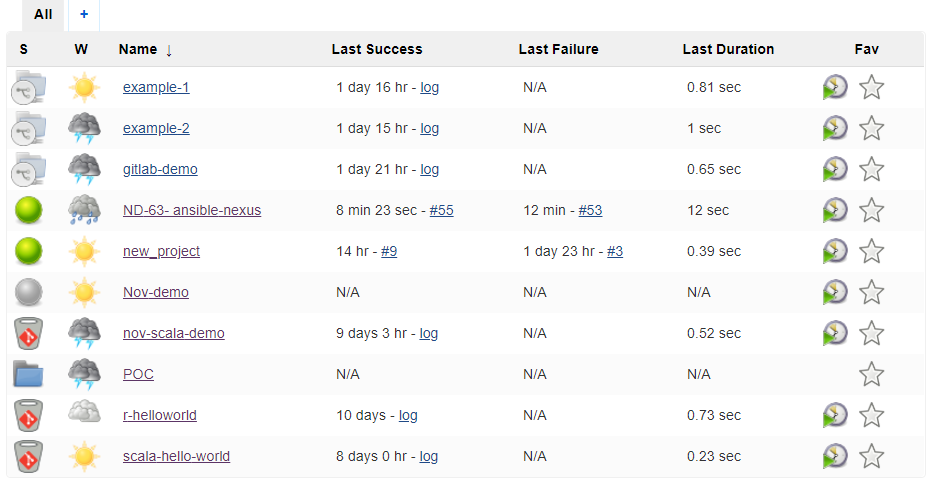 All +
S W Name ↓ Last Success Last Failure Last Duration Fav
example-1 1 day 16 hr - log N/A 0.81 sec
example-2 1 day 15 hr - log N/A 1 sec
gitlab-demo 1 day 21 hr - log N/A 0.65 sec
ND-63- ansible-nexus 8 min 23 sec - #55 12 min - #53 12 sec
new_project 14 hr - #9 1 day 23 hr - #3 0.39 sec
Nov-demo N/A N/A N/A
nov-scala-demo 9 days 3 hr - log N/A 0.52 sec
POC N/A N/A N/A
r-helloworld 10 days - log N/A 0.73 sec
scala-hello-world 8 days 0 hr - log N/A 0.23 sec